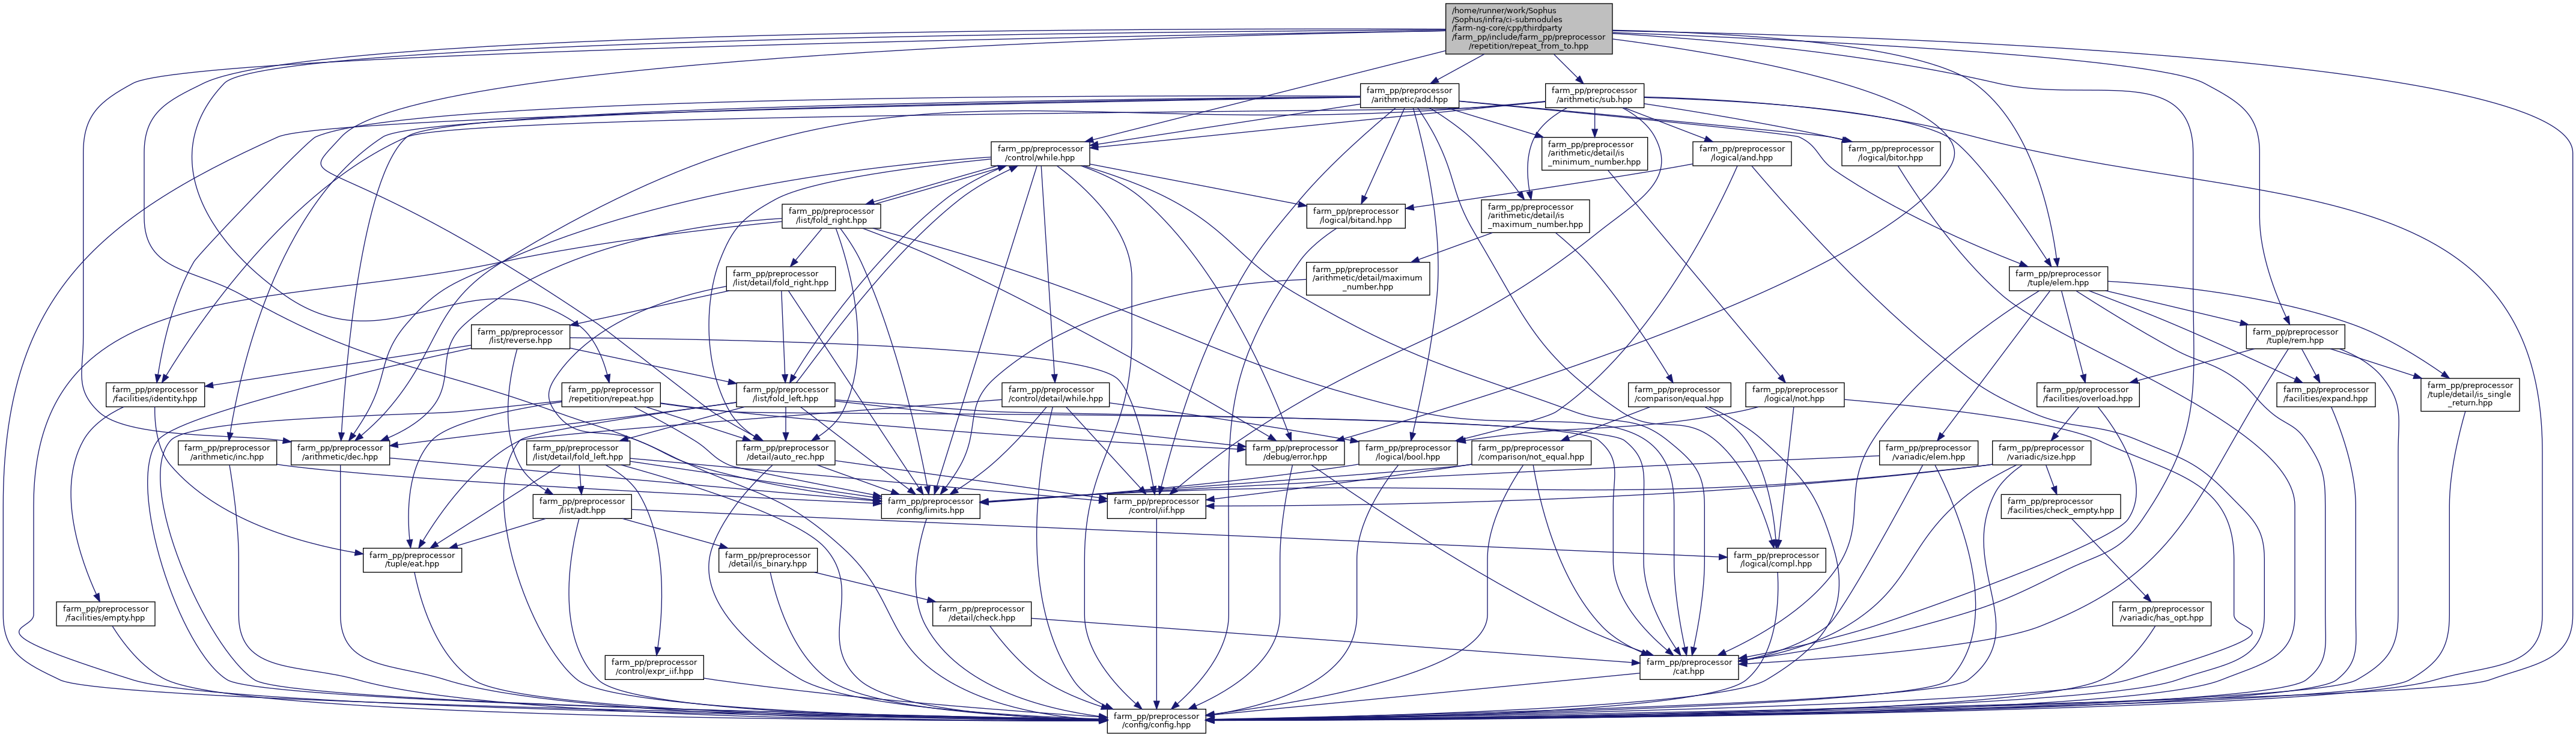 /home/runner/work/Sophus
/Sophus/infra/ci-submodules
/farm-ng-core/cpp/thirdparty
/farm_pp/include/farm_pp/preprocessor
/repetition/repeat_from_to.hpp
farm_pp/preprocessor
/arithmetic/add.hpp
farm_pp/preprocessor
/arithmetic/sub.hpp
farm_pp/preprocessor
/control/while.hpp
farm_pp/preprocessor
/arithmetic/detail/is
_minimum_number.hpp
farm_pp/preprocessor
/logical/and.hpp
farm_pp/preprocessor
/logical/bitor.hpp
farm_pp/preprocessor
/list/fold_right.hpp
farm_pp/preprocessor
/logical/bitand.hpp
farm_pp/preprocessor
/arithmetic/detail/is
_maximum_number.hpp
farm_pp/preprocessor
/list/detail/fold_right.hpp
farm_pp/preprocessor
/arithmetic/detail/maximum
_number.hpp
farm_pp/preprocessor
/tuple/elem.hpp
farm_pp/preprocessor
/list/reverse.hpp
farm_pp/preprocessor
/tuple/rem.hpp
farm_pp/preprocessor
/facilities/identity.hpp
farm_pp/preprocessor
/repetition/repeat.hpp
farm_pp/preprocessor
/list/fold_left.hpp
farm_pp/preprocessor
/control/detail/while.hpp
farm_pp/preprocessor
/comparison/equal.hpp
farm_pp/preprocessor
/logical/not.hpp
farm_pp/preprocessor
/facilities/overload.hpp
farm_pp/preprocessor
/facilities/expand.hpp
farm_pp/preprocessor
/tuple/detail/is_single
_return.hpp
farm_pp/preprocessor
/arithmetic/inc.hpp
farm_pp/preprocessor
/arithmetic/dec.hpp
farm_pp/preprocessor
/list/detail/fold_left.hpp
farm_pp/preprocessor
/detail/auto_rec.hpp
farm_pp/preprocessor
/debug/error.hpp
farm_pp/preprocessor
/logical/bool.hpp
farm_pp/preprocessor
/comparison/not_equal.hpp
farm_pp/preprocessor
/variadic/elem.hpp
farm_pp/preprocessor
/variadic/size.hpp
farm_pp/preprocessor
/list/adt.hpp
farm_pp/preprocessor
/config/limits.hpp
farm_pp/preprocessor
/control/iif.hpp
farm_pp/preprocessor
/facilities/check_empty.hpp
farm_pp/preprocessor
/tuple/eat.hpp
farm_pp/preprocessor
/detail/is_binary.hpp
farm_pp/preprocessor
/logical/compl.hpp
farm_pp/preprocessor
/facilities/empty.hpp
farm_pp/preprocessor
/detail/check.hpp
farm_pp/preprocessor
/variadic/has_opt.hpp
farm_pp/preprocessor
/control/expr_iif.hpp
farm_pp/preprocessor
/cat.hpp
farm_pp/preprocessor
/config/config.hpp